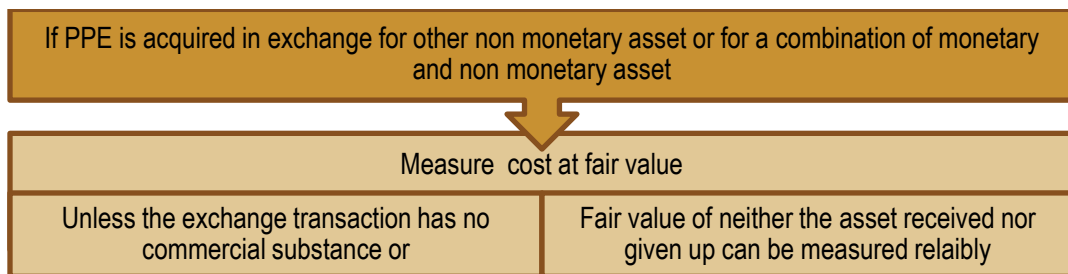 If PPE is acquired in exchange for other non monetary asset or for a combination of monetary
and non monetary asset
Measure cost at fair value
Unless the exchange transaction has no
commercial substance or
Fair value of neither the asset received nor
given up can be measured relaibly